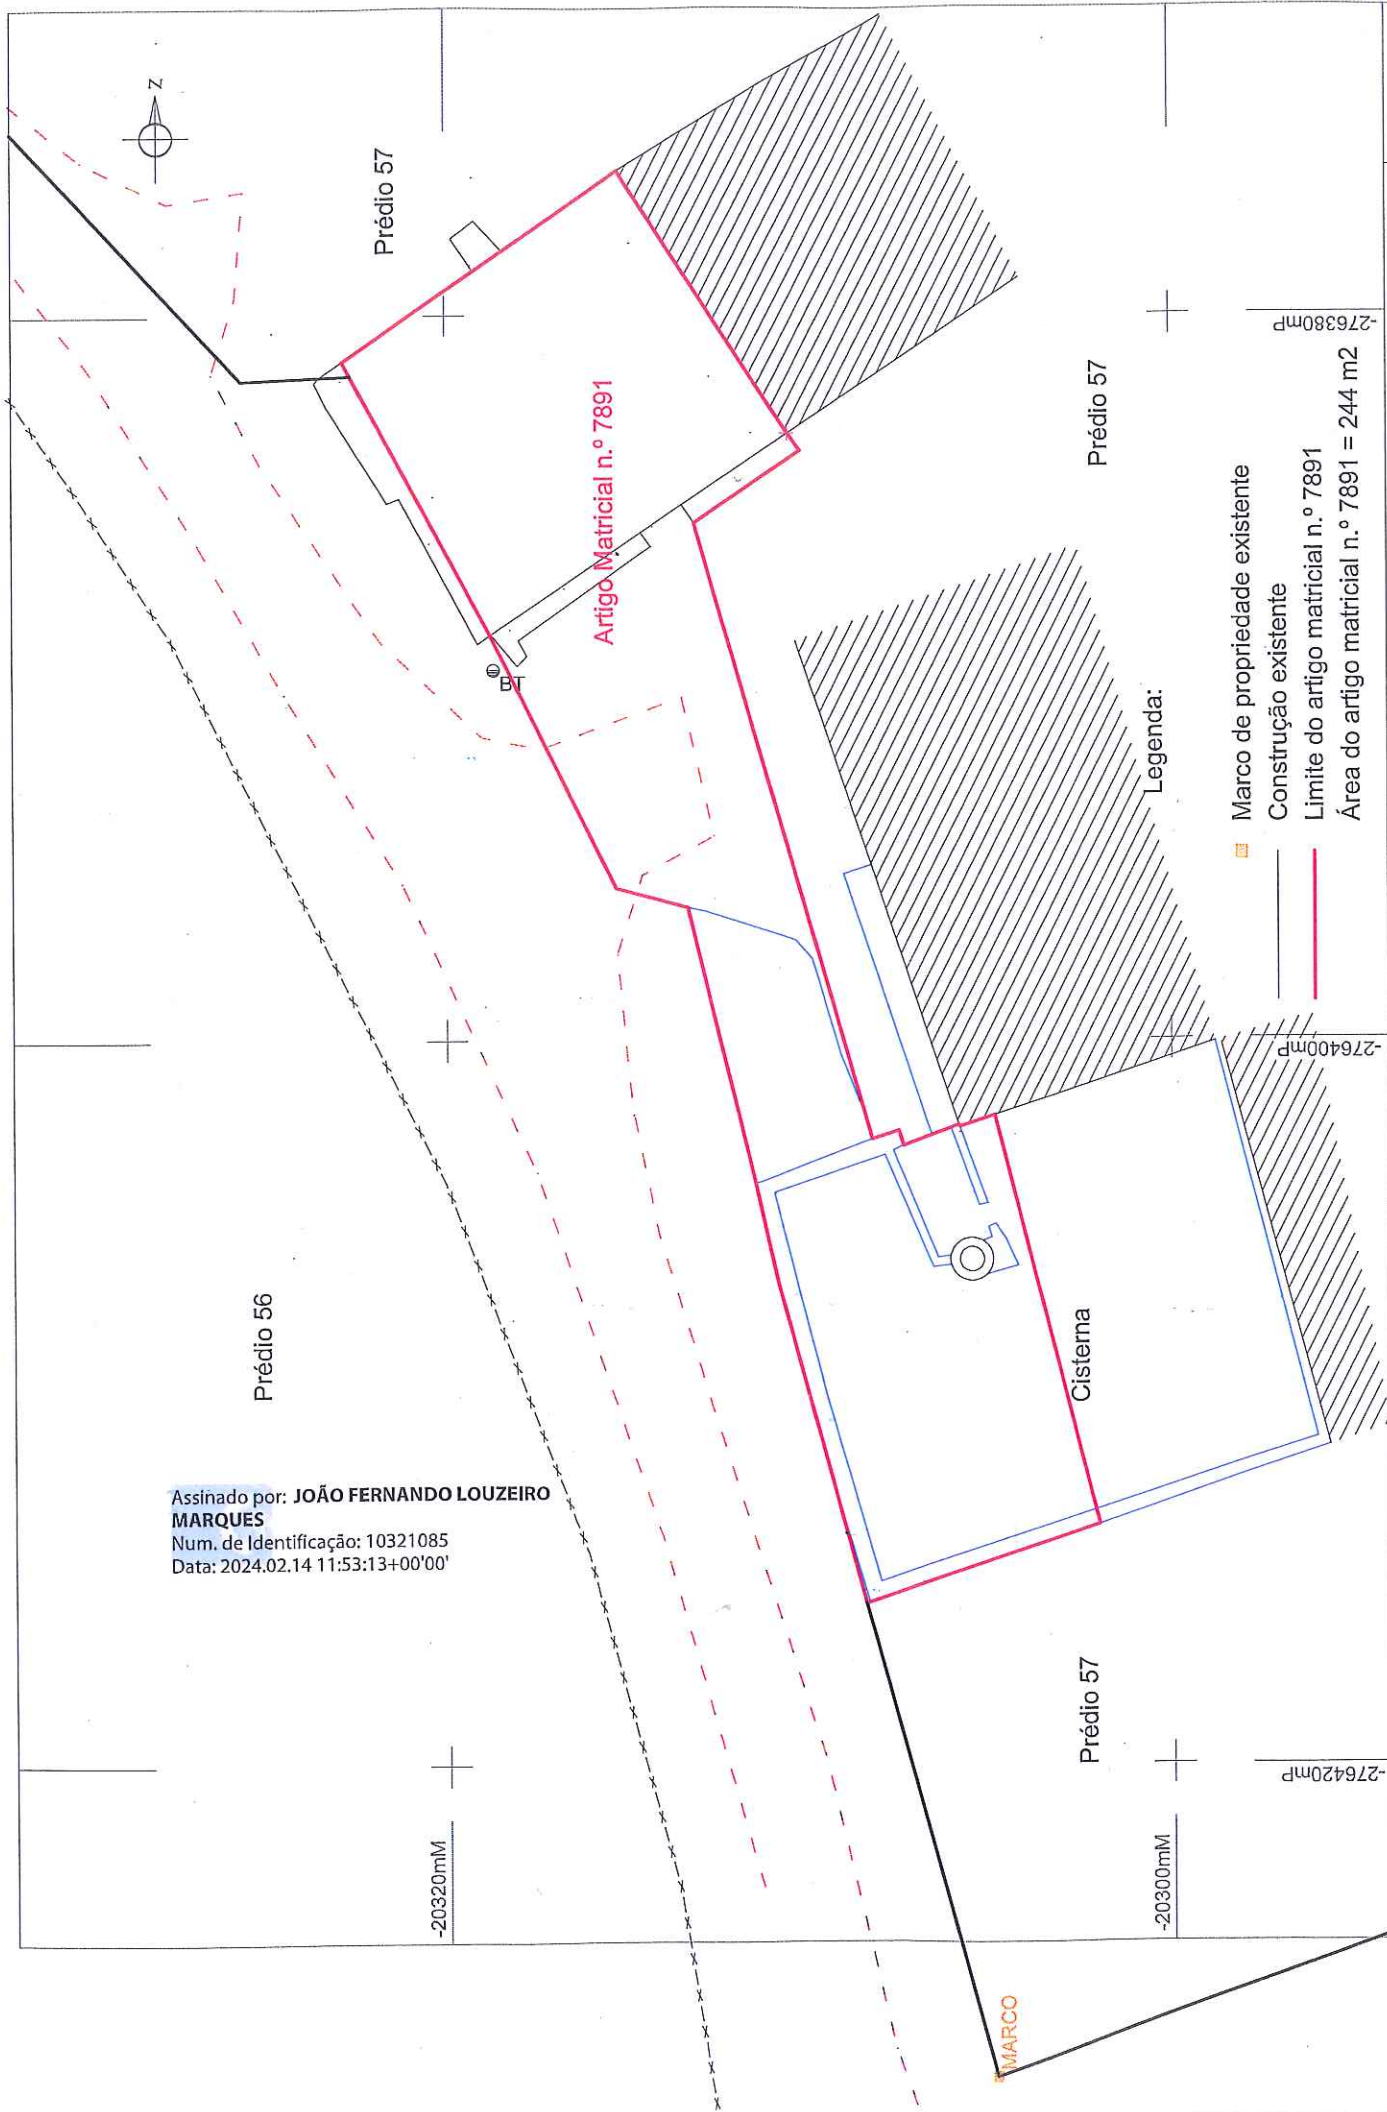 Z
Prédio 57
Artigo Matricial n.º 7891
BT
Prédio 57
-276380mP
Prédio 56
Assinado por: JOÃO FERNANDO LOUZEIRO
MARQUES
Num. de Identificação: 10321085
Data: 2024.02.14 11:53:13+00'00'
Cisterna
Legenda:
Marco de propriedade existente
Construção existente
Limite do artigo matricial n.º 7891
Área do artigo matricial n.º 7891 = 244 m2
-276400mP
Prédio 57
-276420mP
-20320mM
-20300mM
MARCO